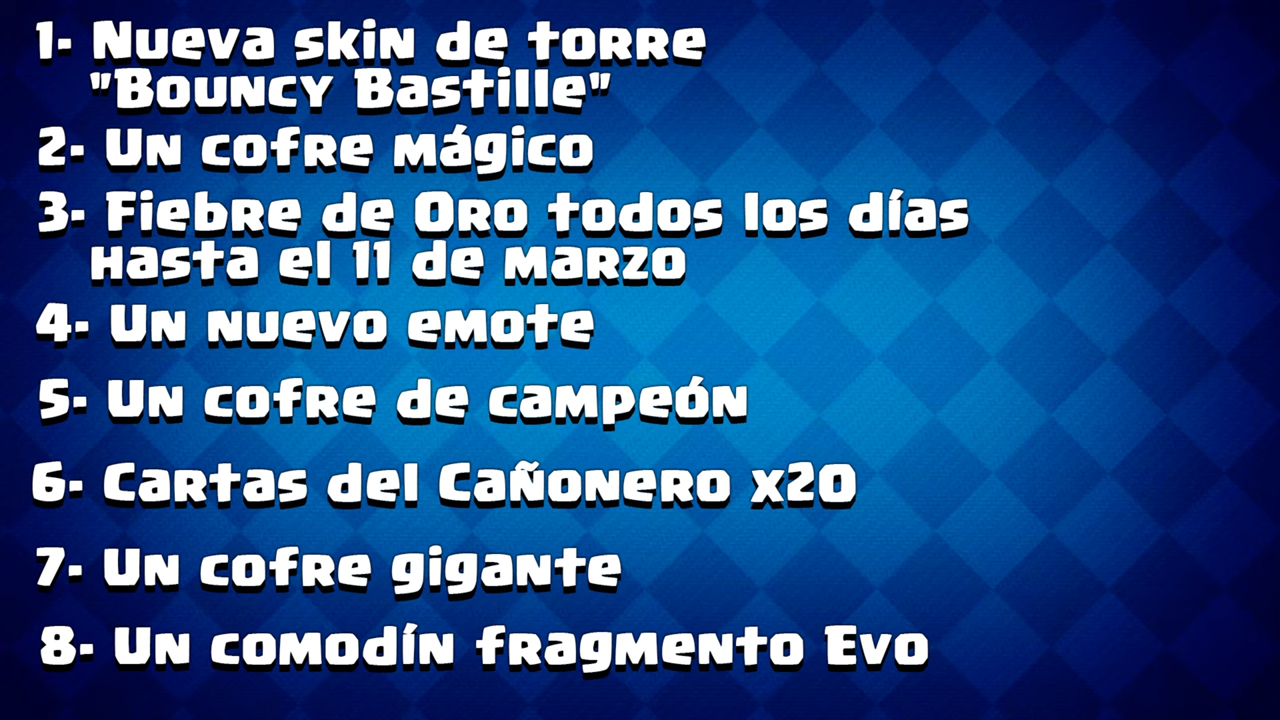 1- Nueva skin de torre
"Bouncy Bastille"
2- Un cofre mágico
3- Fiebre de Oro todos los días
hasta el 11 de marzo
4- Un nuevo emote
5- Un cofre de campeón
6- Cartas del Cañonero x20
7- Un cofre gigante
8- Un comodín fragmento Evo